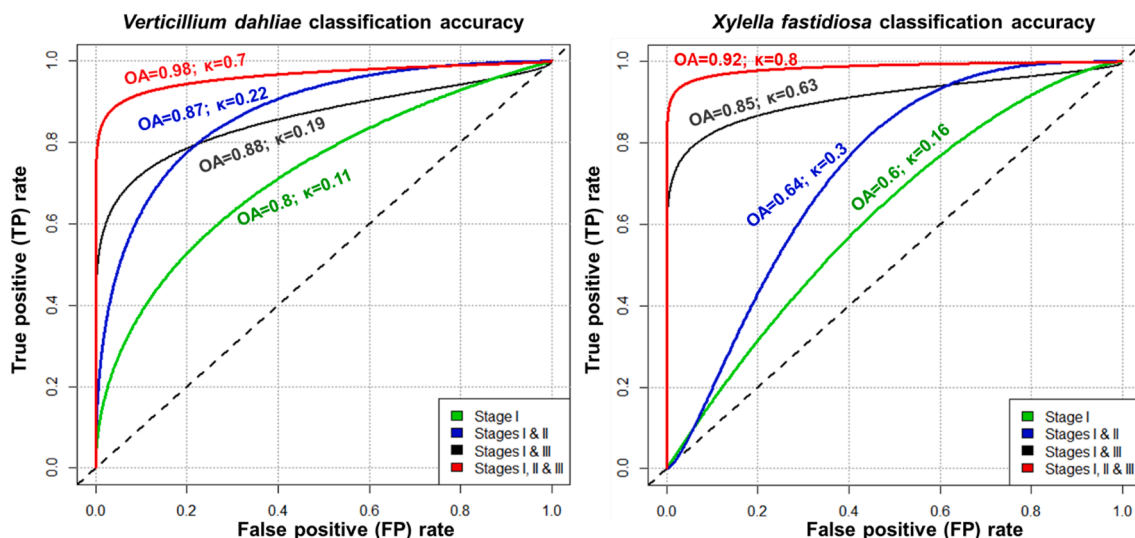 Verticillium dahliae classification accuracy
True positive (TP) rate
1.0
0.8
0.6
0.4
0.2
0.0
OA=0.98; κ=0.7
OA=0.87; κ=0.22
OA=0.88; κ=0.19
OA=0.8; κ=0.11
Stage I
Stages I & II
Stages I & III
Stages I, II & III
0.0 0.2 0.4 0.6 0.8 1.0
False positive (FP) rate
Xylella fastidiosa classification accuracy
True positive (TP) rate
1.0
0.8
0.6
0.4
0.2
0.0
OA=0.92; κ=0.8
OA=0.85; κ=0.63
OA=0.64; κ=0.3
OA=0.6; κ=0.16
Stage I
Stages I & II
Stages I & III
Stages I, II & III
0.0 0.2 0.4 0.6 0.8 1.0
False positive (FP) rate